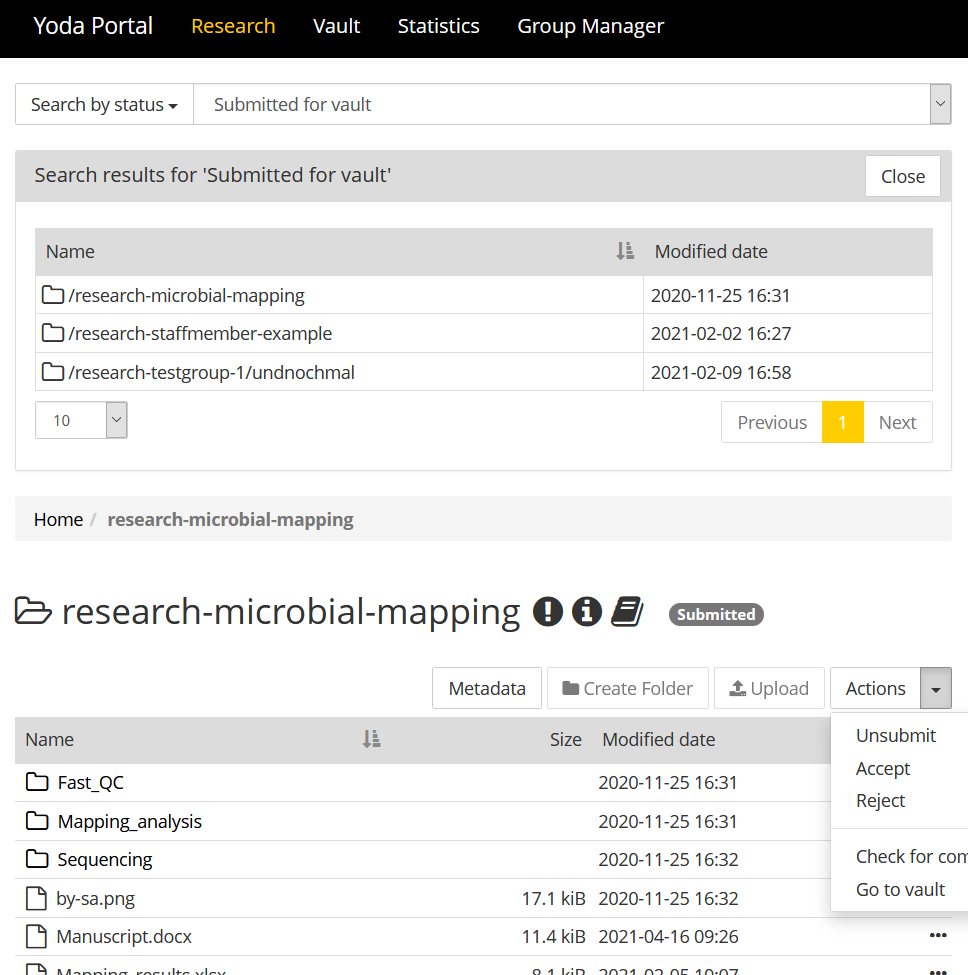 Yoda Portal Research Vault Statistics Group Manager
Search by status Submitted for vault
Search results for 'Submitted for vault' Close
Name Modified date
/research-microbial-mapping 2020-11-25 16:31
/research-staffmember-example 2021-02-02 16:27
/research-testgroup-1/undnochmal 2021-02-09 16:58
10 Previous 1 Next
Home / research-microbial-mapping
research-microbial-mapping Submitted
Metadata Create Folder Upload Actions
Name Size Modified date
Unsubmit
Accept
Reject
Check for com
Go to vault
Fast_QC 2020-11-25 16:31
Mapping_analysis 2020-11-25 16:31
Sequencing 2020-11-25 16:32
by-sa.png 17.1 kiB 2020-11-25 16:32
Manuscript.docx 11.4 kiB 2021-04-16 09:26
Mapping_results.xlsx 8.1 kiB 2021-02-05 10:07